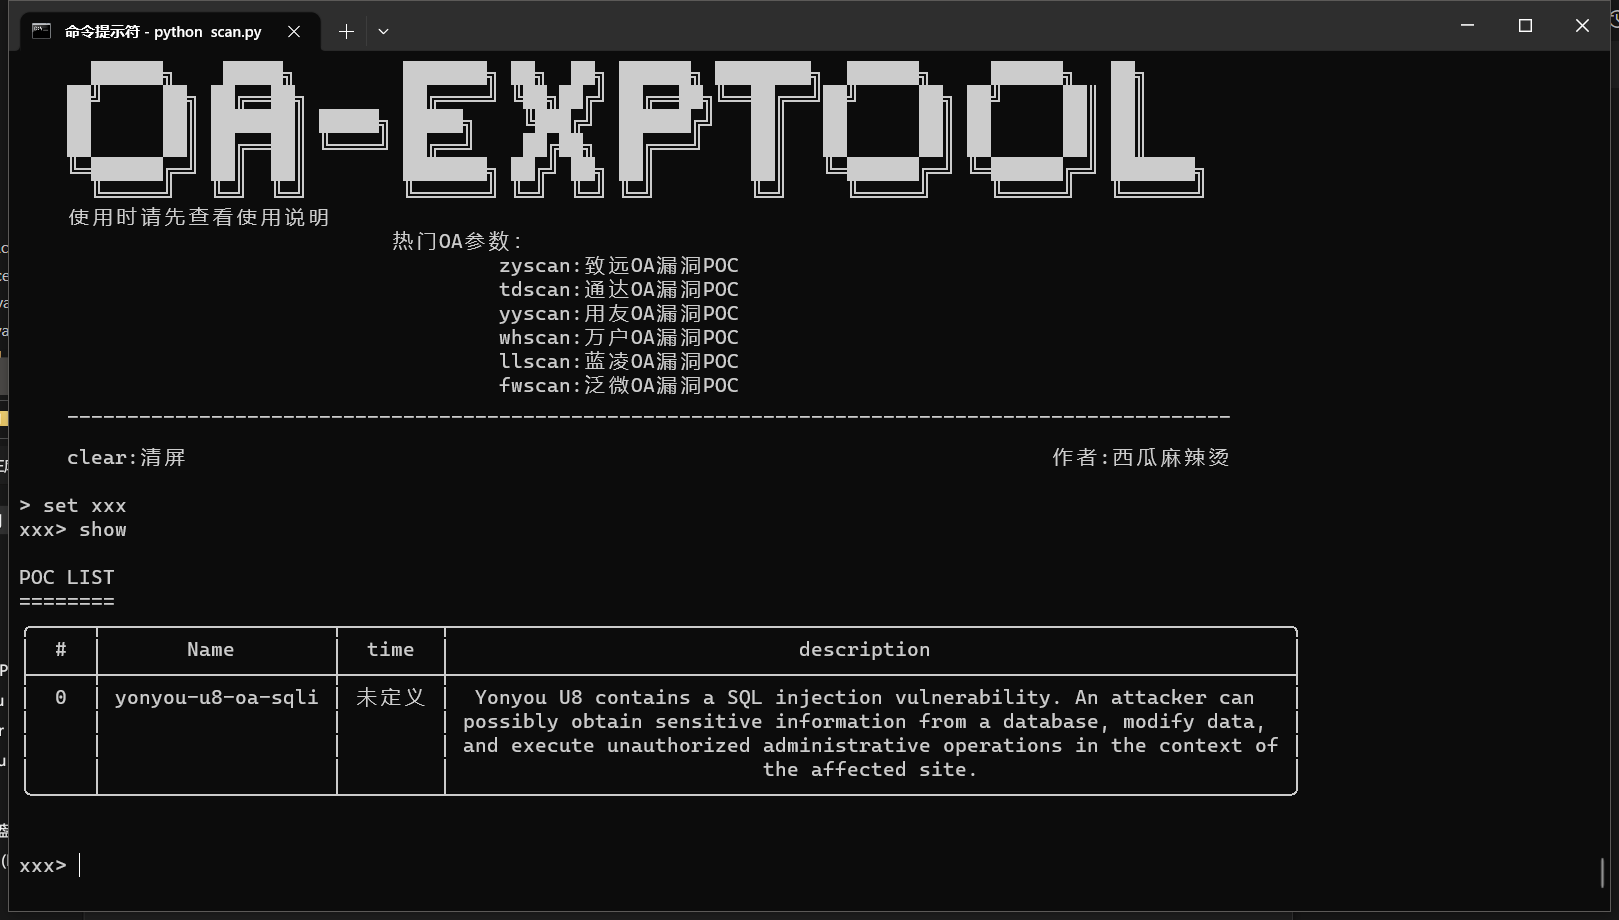 命令提示符 - python  scan.py
OA-EXPTOOL
使用时请先查看使用说明
热门OA参数:
zyscan:致远OA漏洞POC
tdscan:通达OA漏洞POC
yyscan:用友OA漏洞POC
whscan:万户OA漏洞POC
llscan:蓝凌OA漏洞POC
fwscan:泛微OA漏洞POC
clear:清屏 作者:西瓜麻辣烫
> set xxx
xxx> show
POC LIST
========
# Name time description
0 yonyou-u8-oa-sqli 未定义 Yonyou U8 contains a SQL injection vulnerability. An attacker can
possibly obtain sensitive information from a database, modify data,
and execute unauthorized administrative operations in the context of
the affected site.
xxx>